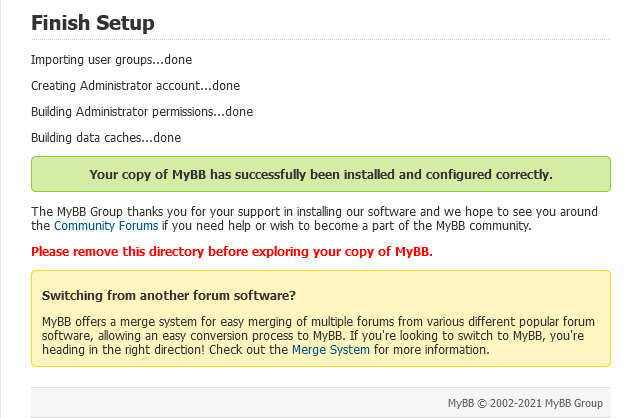 Finish Setup
Importing user groups...done
Creating Administrator account...done
Building Administrator permissions...done
Building data caches...done
Your copy of MyBB has successfully been installed and configured correctly.
The MyBB Group thanks you for your support in installing our software and we hope to see you around
the Community Forums if you need help or wish to become a part of the MyBB community.
Please remove this directory before exploring your copy of MyBB.
Switching from another forum software?
MyBB offers a merge system for easy merging of multiple forums from various different popular forum
software, allowing an easy conversion process to MyBB. If you're looking to switch to MyBB, you're
heading in the right direction! Check out the Merge System for more information.
MyBB © 2002-2021 MyBB Group